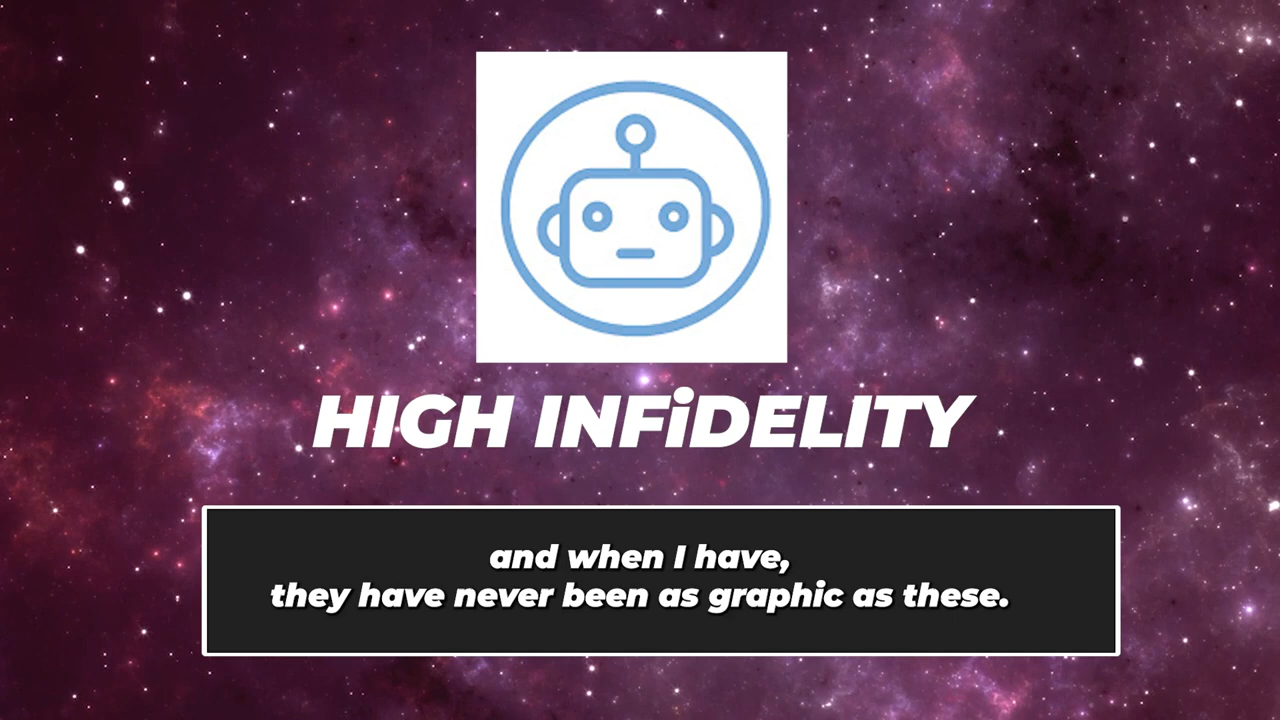 HIGH INFiDELITY
and when I have,
they have never been as graphic as these.